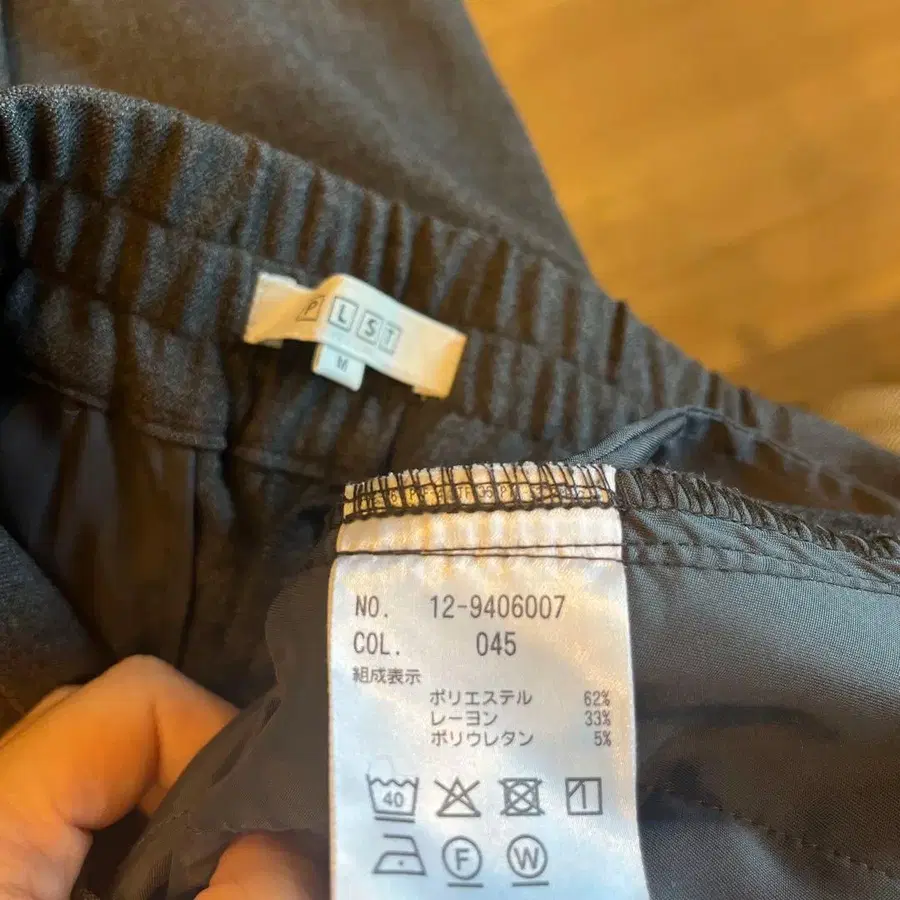 PLST
M
NO. 12-9406007
COL. 045
組成表示
ポリエステル 62%
レーヨン 33%
ポリウレタン 5%
40
F W